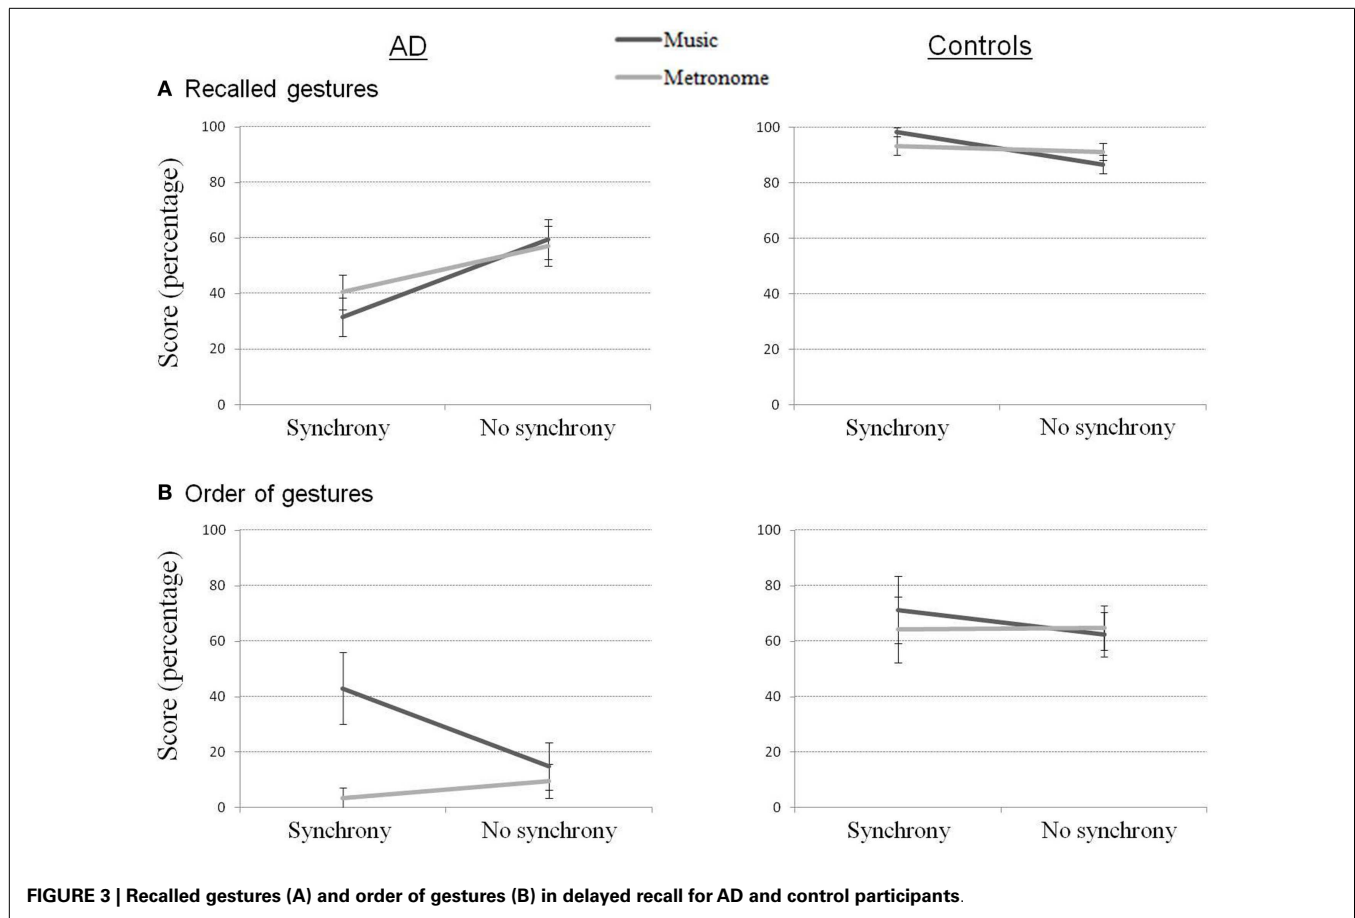 AD
Music
Controls
Metronome
A Recalled gestures
Score (percentage)
100
80
60
40
20
0
Synchrony No synchrony
100
80
60
40
20
0
Synchrony No synchrony
B Order of gestures
Score (percentage)
100
80
60
40
20
0
Synchrony No synchrony
100
80
60
40
20
0
Synchrony No synchrony
FIGURE 3 | Recalled gestures (A) and order of gestures (B) in delayed recall for AD and control participants.